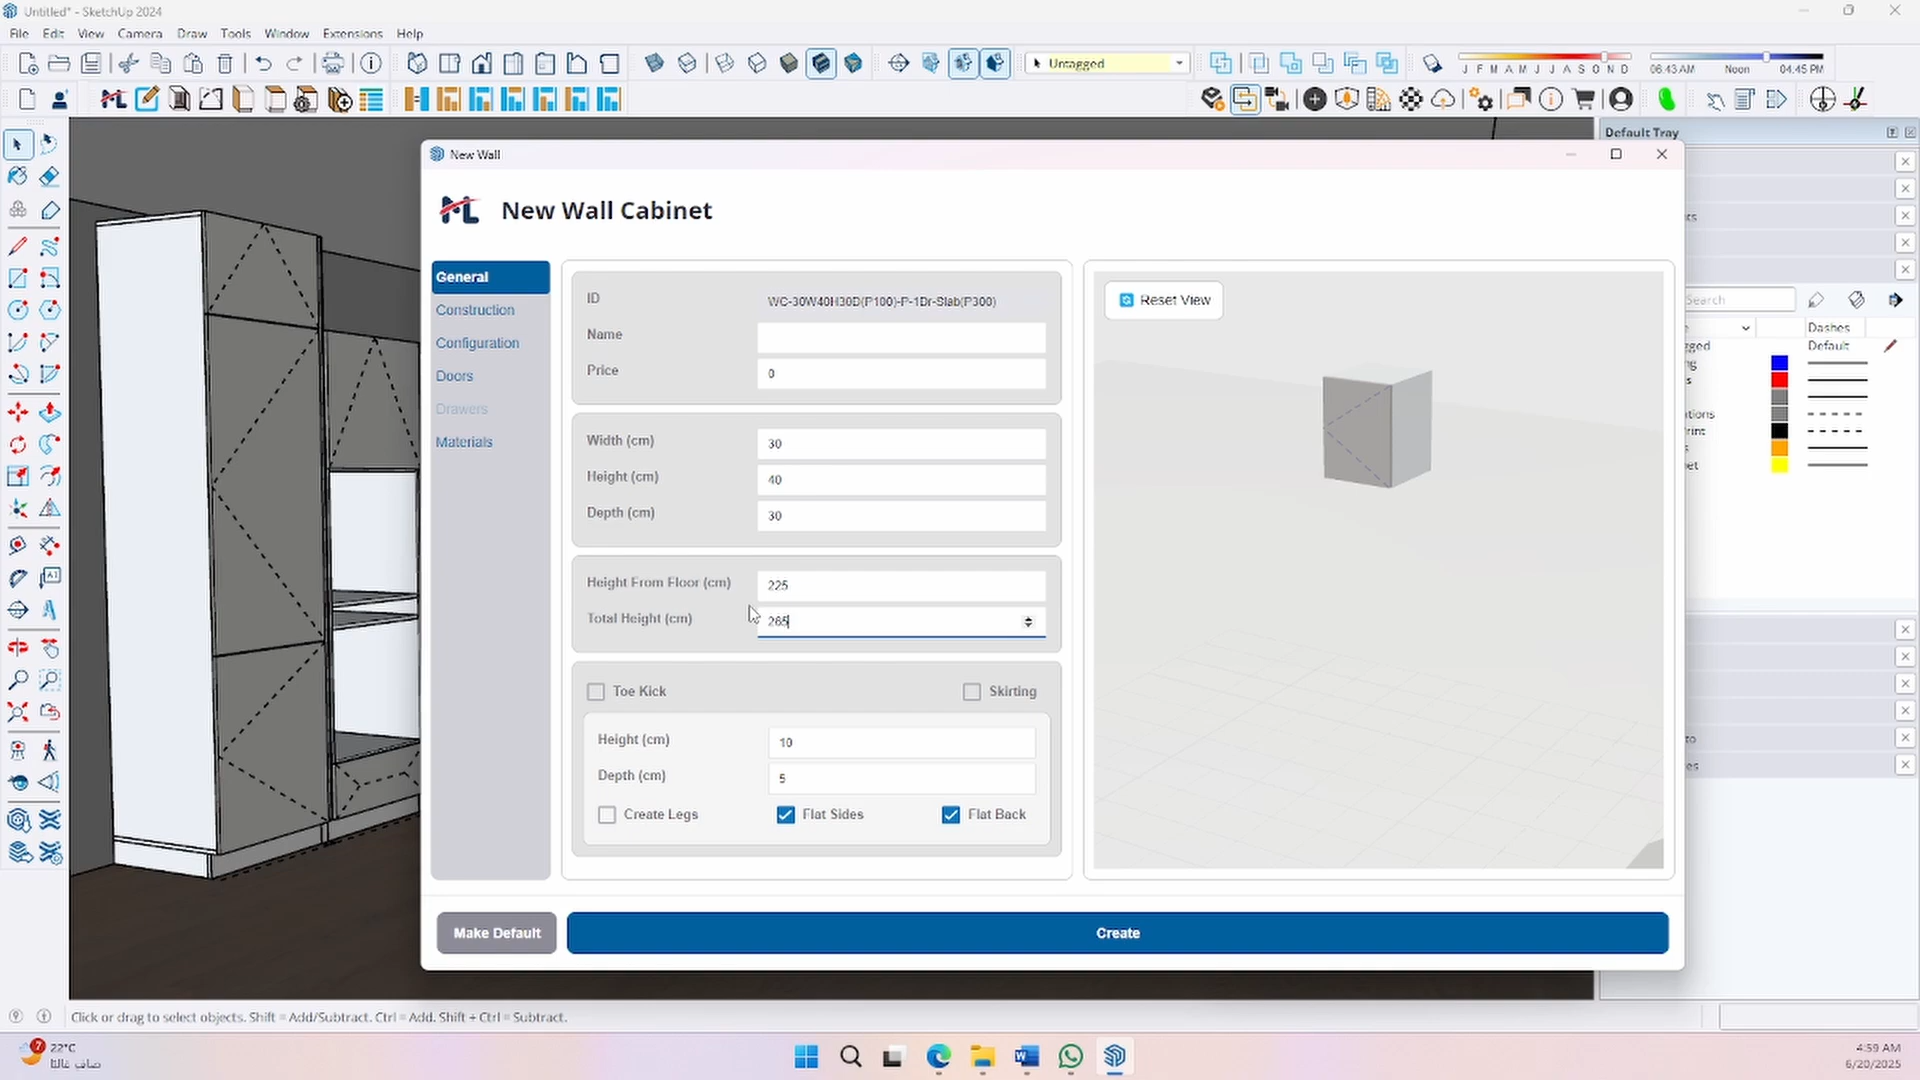 Untitled* - SketchUp 2024
File Edit View Camera Draw Tools Window Extensions Help
Untagged
J F M A M J J A S O N D
06:43 AM Noon 04:45 PM
Default Tray
New Wall
ML New Wall Cabinet
General
Construction
Configuration
Doors
Drawers
Materials
ID WC-30W40H30D(P100)-P-1Dr-Slab(P300)
Name
Price 0
Width (cm) 30
Height (cm) 40
Depth (cm) 30
Height From Floor (cm) 225
Total Height (cm) 265
Toe Kick Skirting
Height (cm) 10
Depth (cm) 5
Create Legs Flat Sides Flat Back
Reset View
Search
Dashes
Default
Make Default Create
Click or drag to select objects. Shift = Add/Subtract. Ctrl = Add. Shift + Ctrl = Subtract.
7
22°C
صاف غالبًا
4:59 AM
6/20/2025